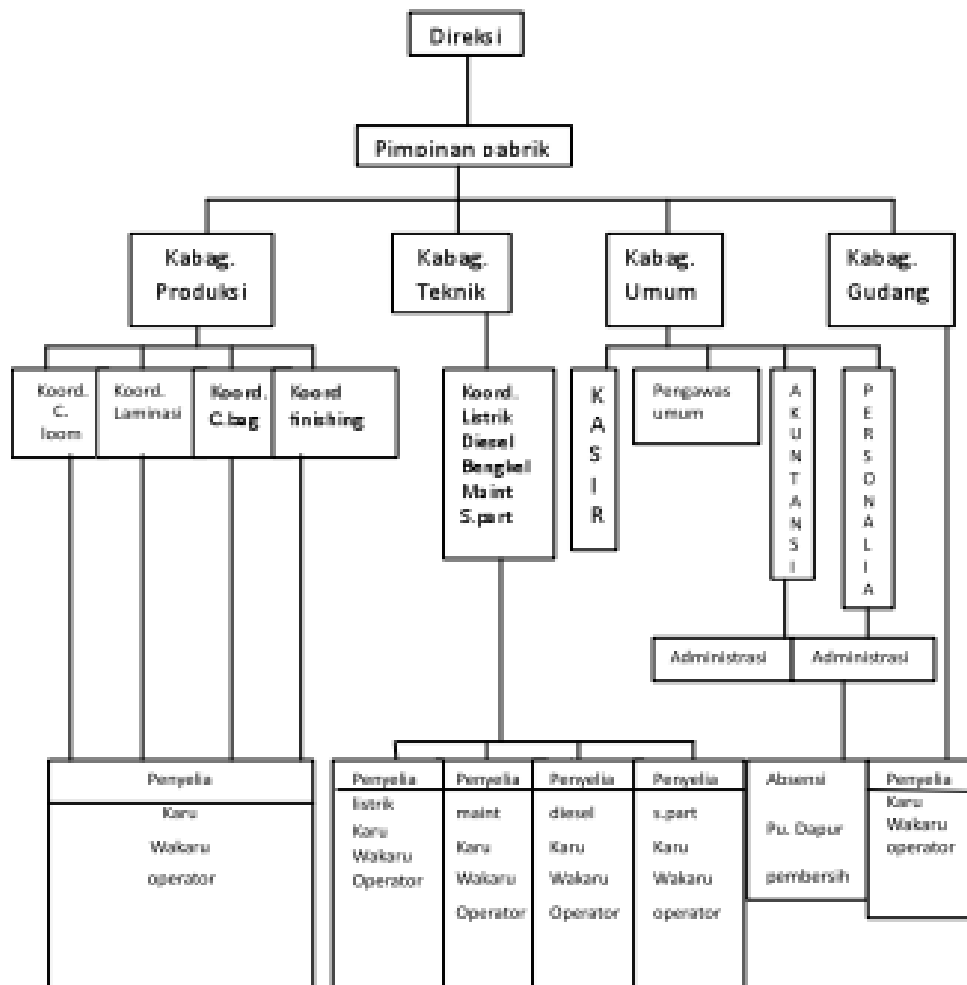 Direksi
Pimpinan pabrik
Kabag.
Produksi
Kabag.
Teknik
Kabag.
Umum
Kabag.
Gudang
Koord.
C.
loom
Koord.
Laminasi
Koord.
C.bag
Koord
finishing
Koord.
Listrik
Diesel
Bengkel
Maint
S.part
KASIR
Pengawas
umum
AKUNTANSI
PERSONALIA
Administrasi
Administrasi
Penyelia
Karu
Wakaru
operator
Penyelia
listrik
Karu
Wakaru
Operator
Penyelia
maint
Karu
Wakaru
Operator
Penyelia
diesel
Karu
Wakaru
Operator
Penyelia
s.part
Karu
Wakaru
operator
Absensi
Pu. Dapur
pembersih
Penyelia
Karu
Wakaru
operator